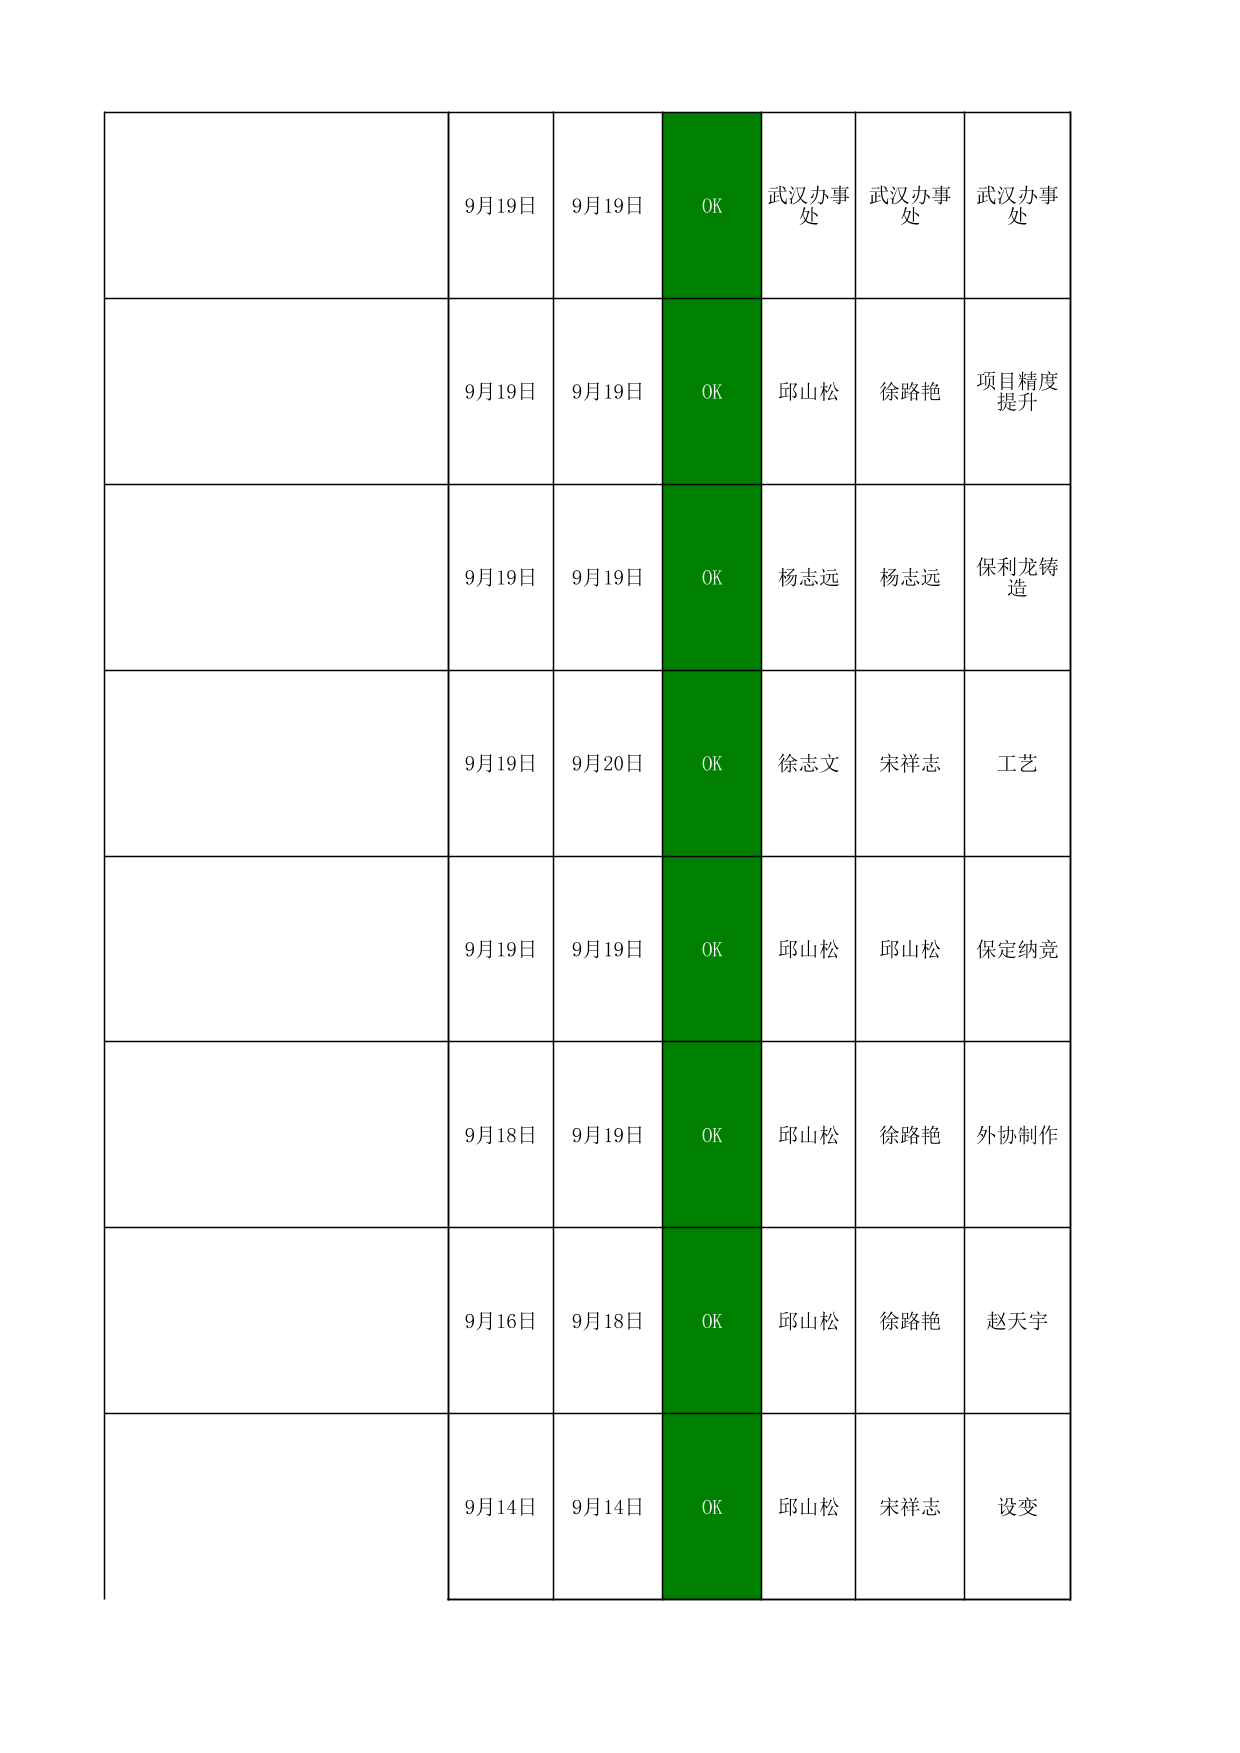 9月19日 9月19日 OK 武汉办事处 武汉办事处 武汉办事处
9月19日 9月19日 OK 邱山松 徐路艳 项目精度提升
9月19日 9月19日 OK 杨志远 杨志远 保利龙铸造
9月19日 9月20日 OK 徐志文 宋祥志 工艺
9月19日 9月19日 OK 邱山松 邱山松 保定纳竞
9月18日 9月19日 OK 邱山松 徐路艳 外协制作
9月16日 9月18日 OK 邱山松 徐路艳 赵天宇
9月14日 9月14日 OK 邱山松 宋祥志 设变